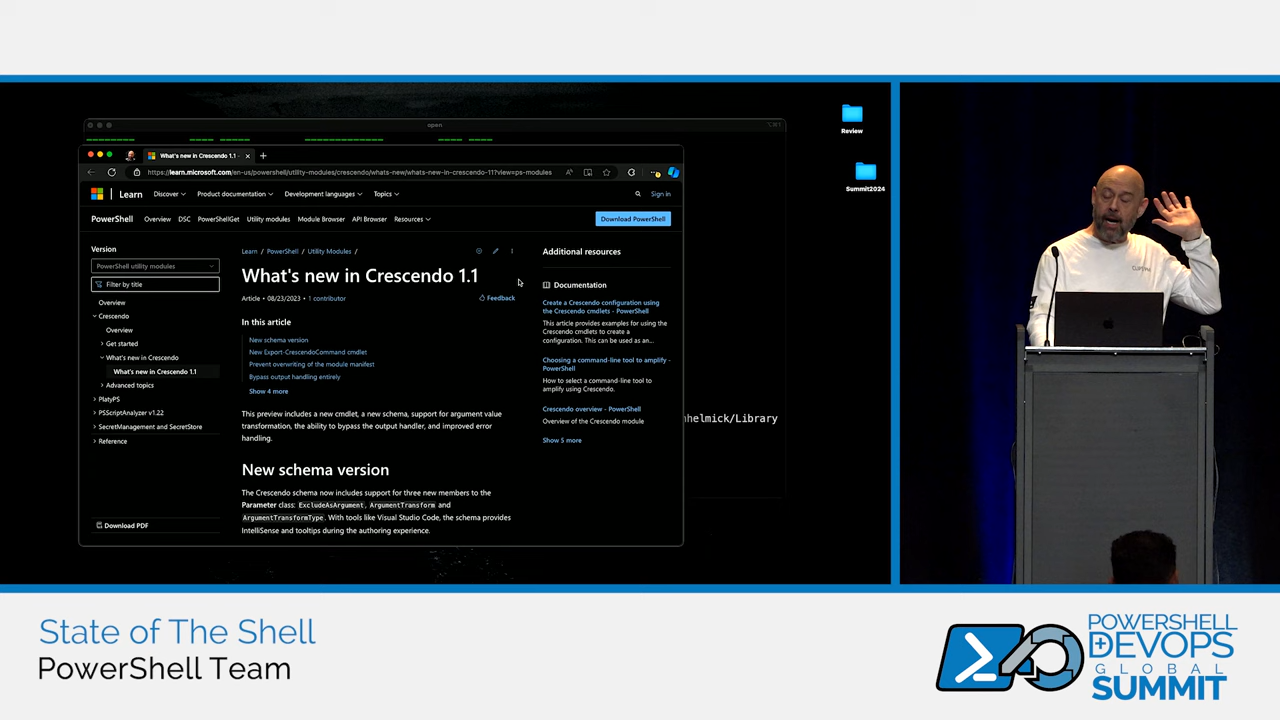 open
What's new in Crescendo 1.1
https://learn.microsoft.com/en-us/powershell/utility-modules/crescendo/whats-new/whats-new-in-crescendo-11?view=ps-modules
Learn
Discover
Product documentation
Development languages
Topics
Sign in
PowerShell
Overview
DSC
PowerShellGet
Utility modules
Module Browser
API Browser
Resources
Download PowerShell
Version
PowerShell utility modules
Filter by title
Overview
Crescendo
Overview
Get started
What's new in Crescendo
What's new in Crescendo 1.1
Advanced topics
PlatyPS
PSScriptAnalyzer v1.22
SecretManagement and SecretStore
Reference
Download PDF
Learn / PowerShell / Utility Modules /
What's new in Crescendo 1.1
Article • 08/23/2023 • 1 contributor
Feedback
In this article
New schema version
New Export-CrescendoCommand cmdlet
Prevent overwriting of the module manifest
Bypass output handling entirely
Show 4 more
This preview includes a new cmdlet, a new schema, support for argument value
transformation, the ability to bypass the output handler, and improved error
handling.
New schema version
The Crescendo schema now includes support for three new members to the
Parameter class: ExcludeAsArgument, ArgumentTransform and
ArgumentTransformType. With tools like Visual Studio Code, the schema provides
IntelliSense and tooltips during the authoring experience.
Additional resources
Documentation
Create a Crescendo configuration using
the Crescendo cmdlets - PowerShell
This article provides examples for using the
Crescendo cmdlets to create a
configuration. This can be used as an...
Choosing a command-line tool to amplify -
PowerShell
How to select a command-line tool to
amplify using Crescendo.
Crescendo overview - PowerShell
Overview of the Crescendo module
Show 5 more
nhelmick/Library
Review
Summit2024
State of The Shell
PowerShell Team
POWERSHELL
+ DEVOPS
GLOBAL
SUMMIT